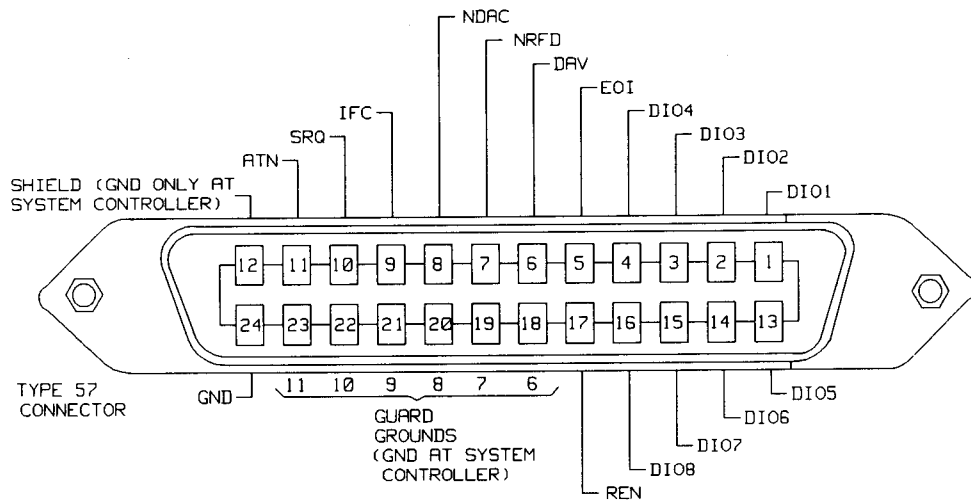 NDAC
NRFD
DAV
EOI
IFC
DIO4
SRQ
DIO3
ATN
DIO2
SHIELD (GND ONLY AT
SYSTEM CONTROLLER)
DIO1
12 11 10 9 8 7 6 5 4 3 2 1
24 23 22 21 20 19 18 17 16 15 14 13
TYPE 57
CONNECTOR
GND
11 10 9 8 7 6
DIO5
GUARD
GROUNDS
(GND AT SYSTEM
CONTROLLER)
DIO6
DIO7
DIO8
REN